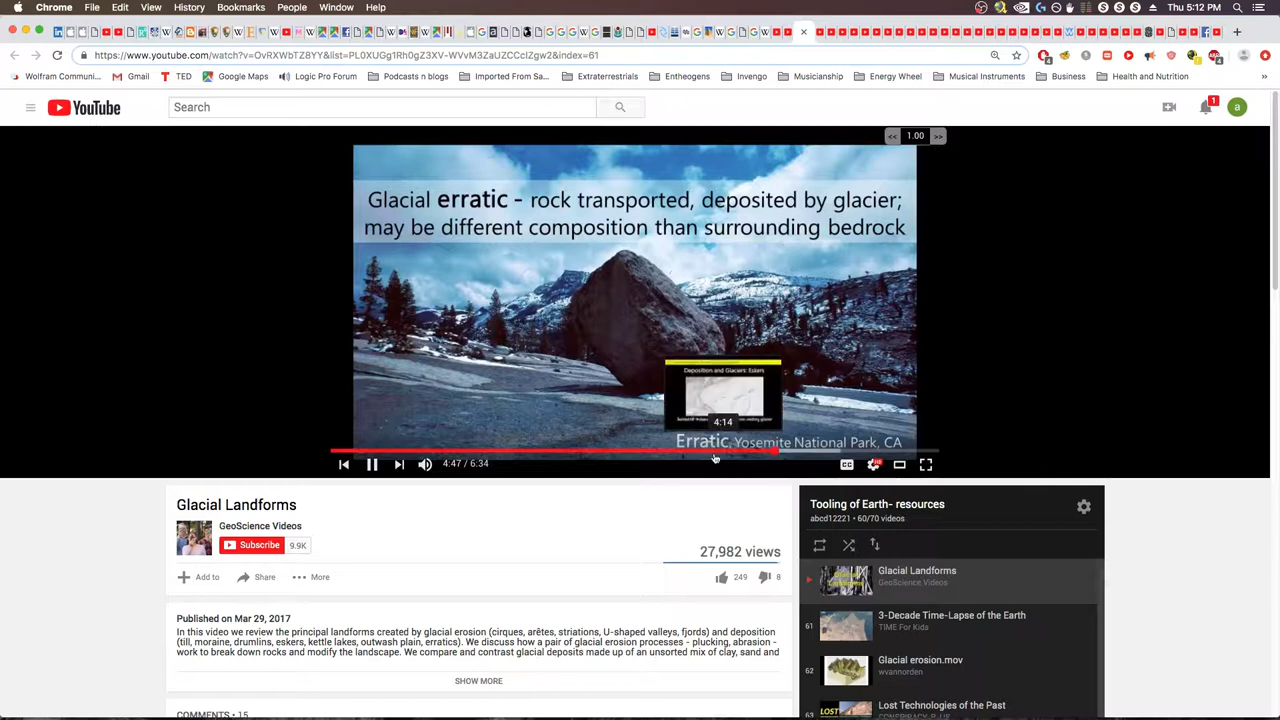 Chrome File Edit View History Bookmarks People Window Help
Thu 5:12 PM
https://www.youtube.com/watch?v=OvRXWbTZ8YY&list=PL0XUGg1Rh0gZ3XV-WVvM3ZaUZCCcIZgw2&index=61
Wolfram Communi... Gmail TED Google Maps Logic Pro Forum Podcasts n blogs Imported From Sa... Extraterrestrials Entheogens Invengo Musicianship Energy Wheel Musical Instruments Business Health and Nutrition
YouTube
Search
1
a
<< 1.00 >>
Glacial erratic - rock transported, deposited by glacier;
may be different composition than surrounding bedrock
Deposition and Glaciers: Eskers
4:14
Erratic, Yosemite National Park, CA
4:47 / 6:34
CC
HD
Glacial Landforms
GeoScience Videos
Subscribe 9.9K
27,982 views
Add to Share More
249 8
Published on Mar 29, 2017
In this video we review the principal landforms created by glacial erosion (cirques, arêtes, striations, U-shaped valleys, fjords) and deposition
(till, moraine, drumlins, eskers, kettle lakes, outwash plain, erratics). We discuss how a pair of glacial erosion processes - plucking, abrasion -
work to break down rocks and modify the landscape. We compare and contrast glacial deposits made up of an unsorted mix of clay, sand and
SHOW MORE
COMMENTS • 15
Tooling of Earth- resources
abcd12221 • 60/70 videos
Glacial Landforms
GeoScience Videos
61
3-Decade Time-Lapse of the Earth
TIME For Kids
62
Glacial erosion.mov
wvannorden
63
LOST
Lost Technologies of the Past
CONSPIRACY-R-US